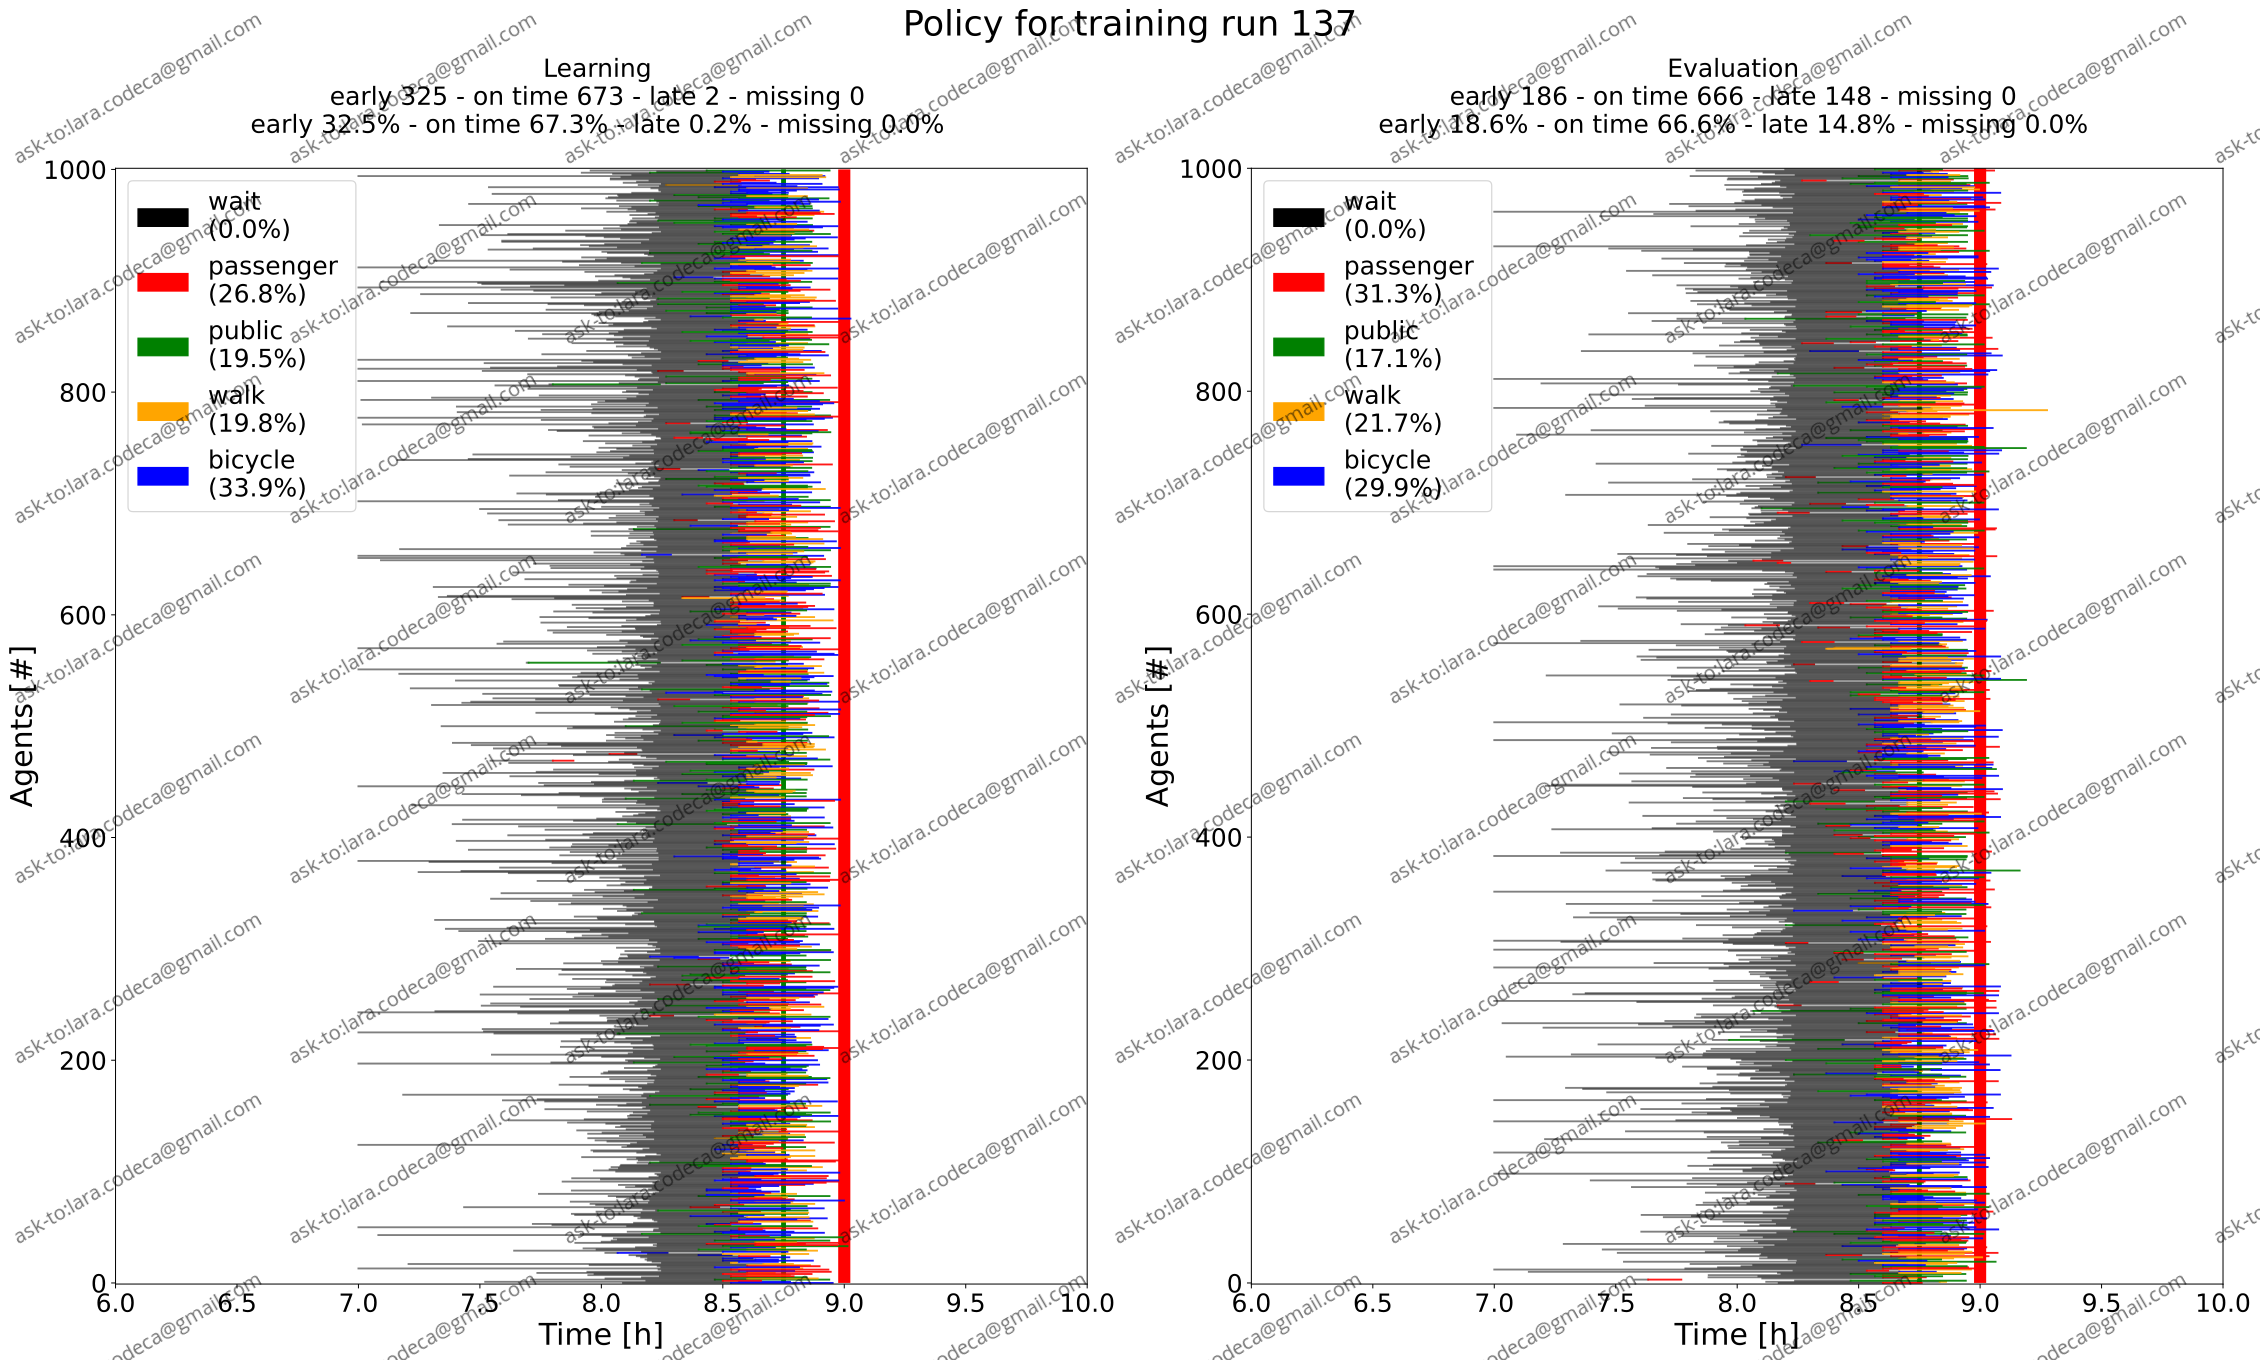 Policy for training run 137
Learning
early 325 - on time 673 - late 2 - missing 0
early 32.5% - on time 67.3% - late 0.2% - missing 0.0%
1000
800
600
400
200
0
Agents [#]
wait
(0.0%)
passenger
(26.8%)
public
(19.5%)
walk
(19.8%)
bicycle
(33.9%)
6.0 6.5 7.0 7.5 8.0 8.5 9.0 9.5 10.0
Time [h]
Evaluation
early 186 - on time 666 - late 148 - missing 0
early 18.6% - on time 66.6% - late 14.8% - missing 0.0%
1000
800
600
400
200
0
Agents [#]
wait
(0.0%)
passenger
(31.3%)
public
(17.1%)
walk
(21.7%)
bicycle
(29.9%)
6.0 6.5 7.0 7.5 8.0 8.5 9.0 9.5 10.0
Time [h]
ask-to:lara.codeca@gmail.com